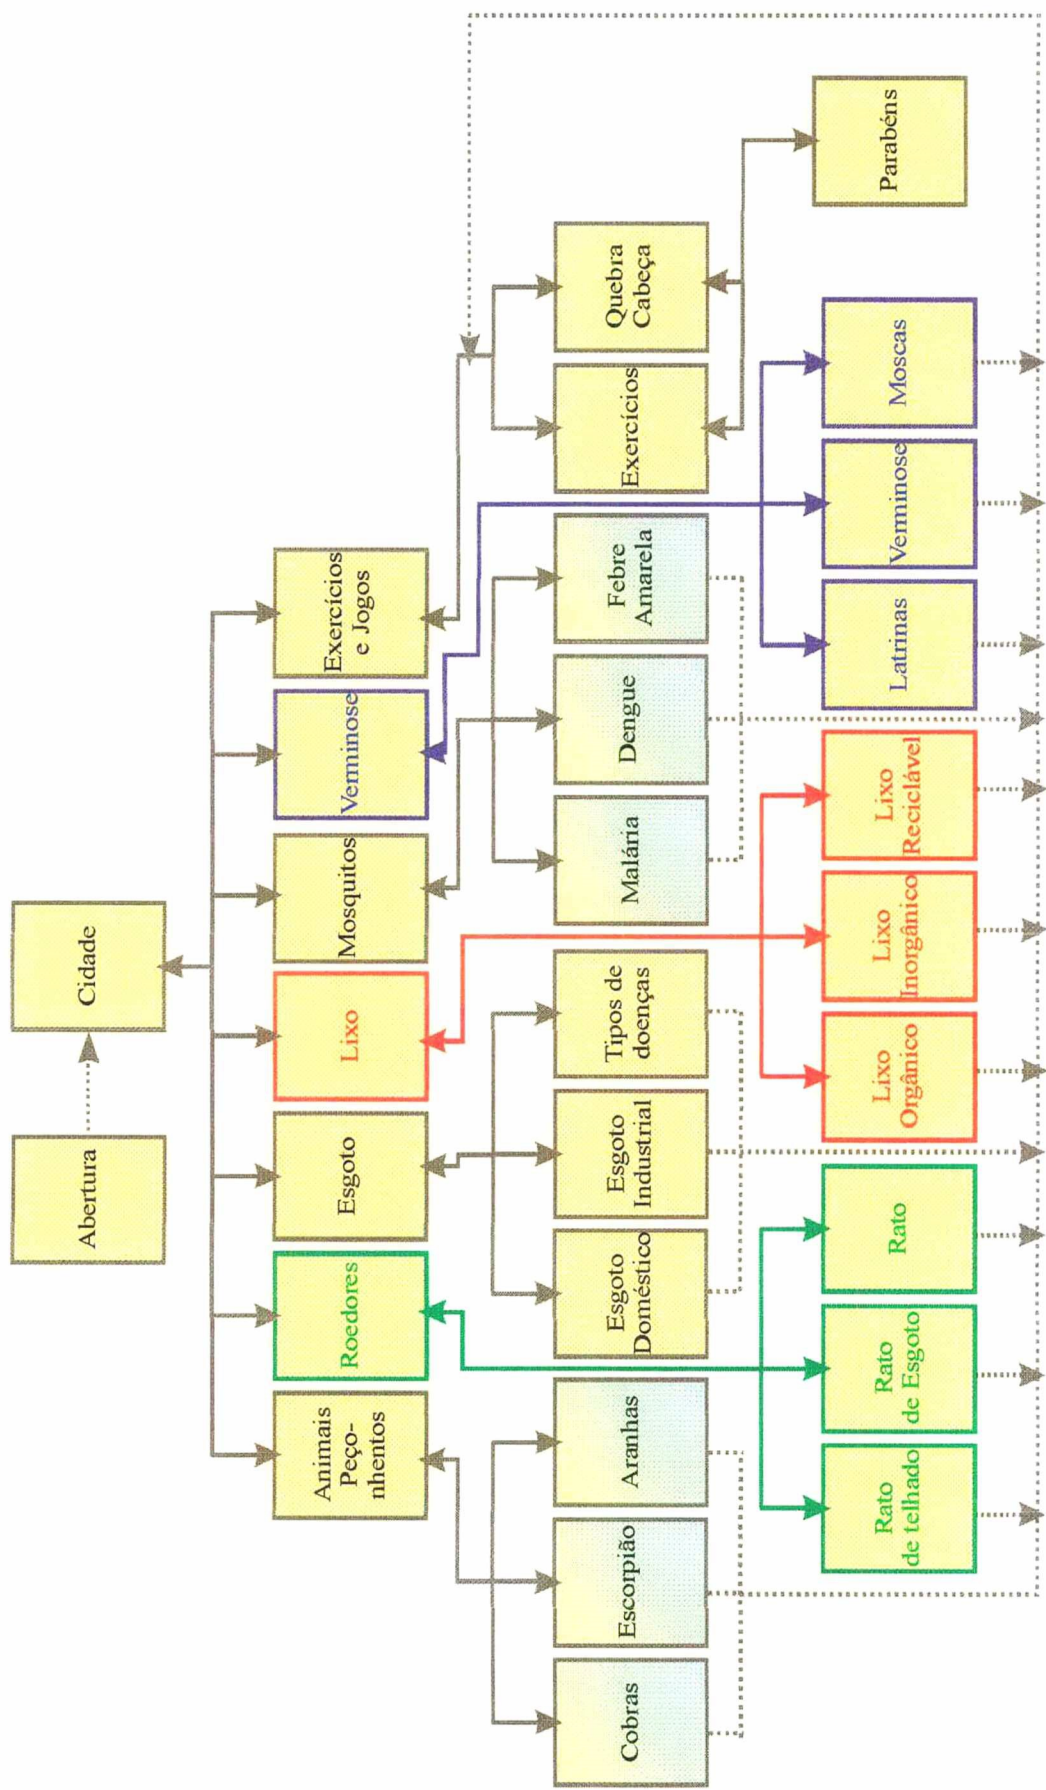 Abertura
Cidade
Animais
Peço-
nhentos
Roedores
Esgoto
Lixo
Mosquitos
Verminose
Exercícios
e Jogos
Cobras
Escorpião
Aranhas
Esgoto
Doméstico
Esgoto
Industrial
Tipos de
doenças
Malária
Dengue
Febre
Amarela
Exercícios
Quebra
Cabeça
Rato
de telhado
Rato
de Esgoto
Rato
Lixo
Orgânico
Lixo
Inorgânico
Lixo
Reciclável
Latrinas
Verminose
Moscas
Parabéns